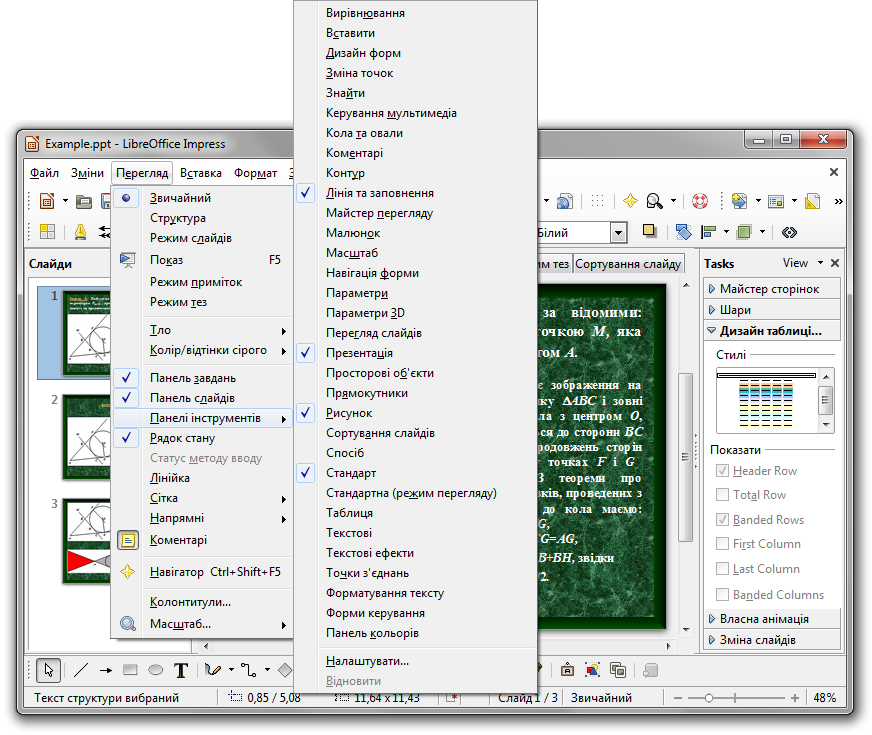 Example.ppt - LibreOffice Impress
Файл Зміни Перегляд Вставка Формат
Звичайний
Структура
Режим слайдів
Показ F5
Режим приміток
Режим тез
Тло
Колір/відтінки сірого
Панель завдань
Панель слайдів
Панелі інструментів
Рядок стану
Статус методу вводу
Лінійка
Сітка
Напрямні
Коментарі
Навігатор Ctrl+Shift+F5
Колонтитули...
Масштаб...
Вирівнювання
Вставити
Дизайн форм
Зміна точок
Знайти
Керування мультимедіа
Кола та овали
Коментарі
Контур
Лінія та заповнення
Майстер перегляду
Малюнок
Масштаб
Навігація форми
Параметри
Параметри 3D
Перегляд слайдів
Презентація
Просторові об'єкти
Прямокутники
Рисунок
Сортування слайдів
Спосіб
Стандарт
Стандартна (режим перегляду)
Таблиця
Текстові
Текстові ефекти
Точки з'єднань
Форматування тексту
Форми керування
Панель кольорів
Налаштувати...
Відновити
Слайди
1
2
3
Білий
тез Сортування слайду
за відомими:
точкою M, яка
A.
зображення на
ΔABC і зовні
з центром O,
до сторони BC
сторін
точках F і G
З теореми про
проведених з
до кола маємо:
G,
G=AG,
B+BH, звідки
/2.
Tasks View
Майстер сторінок
Шари
Дизайн таблиці...
Стилі
Показати
Header Row
Total Row
Banded Rows
First Column
Last Column
Banded Columns
Власна анімація
Зміна слайдів
Текст структури вибраний 0,85 / 5,08 11,64 x 11,43 * Слайд 1 / 3 Звичайний 48%